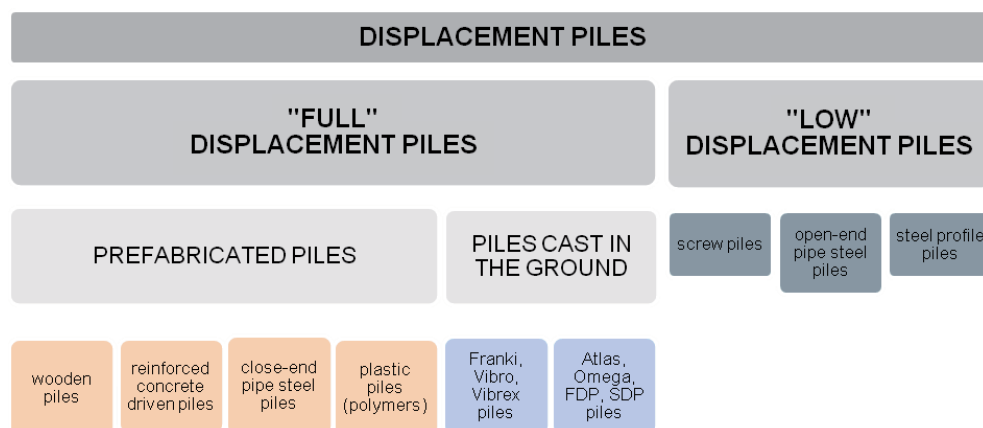 DISPLACEMENT PILES
"FULL"
DISPLACEMENT PILES
"LOW"
DISPLACEMENT PILES
PREFABRICATED PILES
PILES CAST IN
THE GROUND
screw piles
open-end
pipe steel
piles
steel profile
piles
wooden
piles
reinforced
concrete
driven piles
close-end
pipe steel
piles
plastic
piles
(polymers)
Franki,
Vibro,
Vibrex
piles
Atlas,
Omega,
FDP, SDP
piles